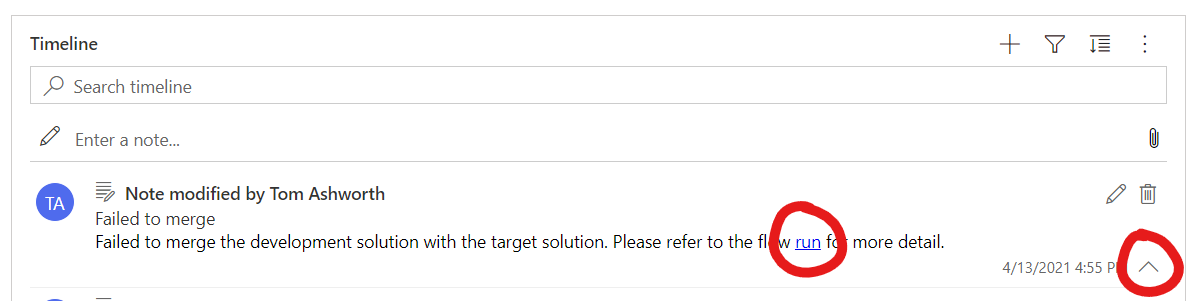 Timeline
Search timeline
Enter a note...
TA
Note modified by Tom Ashworth
Failed to merge
Failed to merge the development solution with the target solution. Please refer to the flow run for more detail.
4/13/2021 4:55 PM